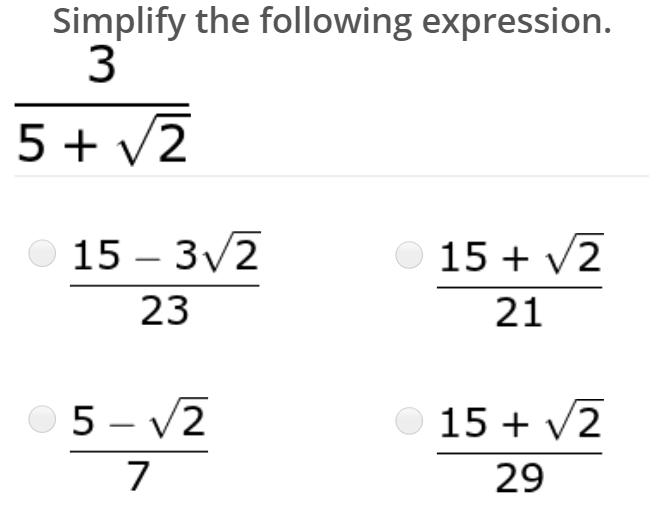 Simplify the following expression.
3
5 + √2
15 – 3√2
23
15 + √2
21
5 – √2
7
15 + √2
29